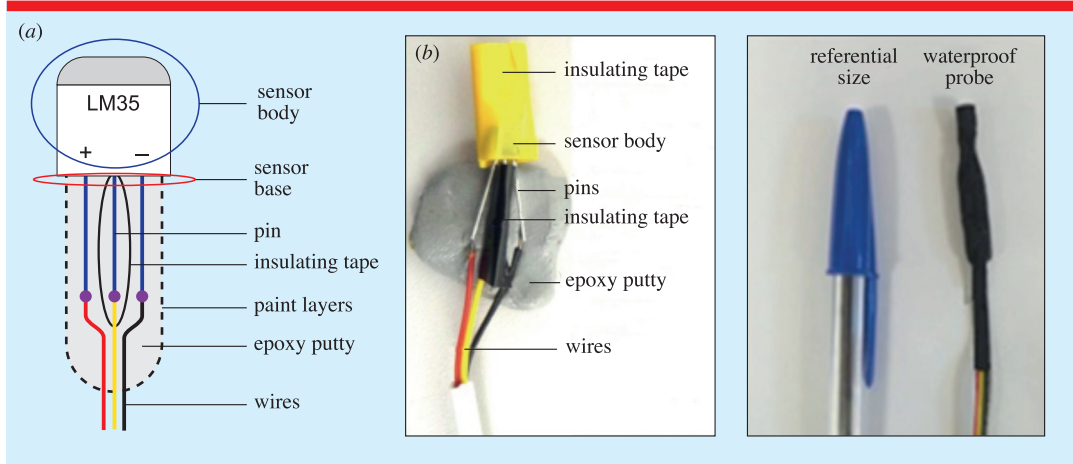 (a)
LM35
+ −
sensor
body
sensor
base
pin
insulating tape
paint layers
epoxy putty
wires
(b)
insulating tape
sensor body
pins
insulating tape
epoxy putty
wires
referential
size
waterproof
probe